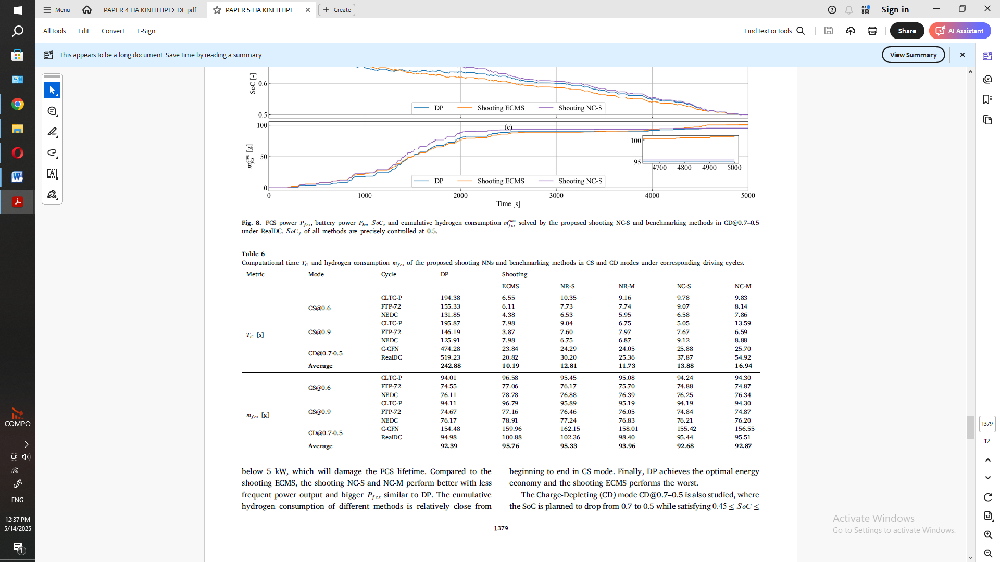 Menu
PAPER 4 ΓΙΑ ΚΙΝΗΤΗΡΕΣ DL.pdf
PAPER 5 ΓΙΑ ΚΙΝΗΤΗΡΕ...
Create
Sign in
All tools Edit Convert E-Sign
Find text or tools
Share
AI Assistant
This appears to be a long document. Save time by reading a summary.
View Summary
SoC [-]
0.6
0.5
DP Shooting ECMS Shooting NC-S
(e)
m_fcs^cum [g]
100
50
0
100
95
4700 4800 4900 5000
DP Shooting ECMS Shooting NC-S
0 1000 2000 3000 4000 5000
Time [s]
Fig. 8. FCS power P_fcs, battery power P_bat SoC, and cumulative hydrogen consumption m_fcs^cum solved by the proposed shooting NC-S and benchmarking methods in CD@0.7–0.5
under RealDC. SoC_f of all methods are precisely controlled at 0.5.
Table 6
Computational time T_C and hydrogen consumption m_fcs of the proposed shooting NNs and benchmarking methods in CS and CD modes under corresponding driving cycles.
Metric Mode Cycle DP Shooting
ECMS NR-S NR-M NC-S NC-M
T_C [s]
CS@0.6
CLTC-P 194.38 6.55 10.35 9.16 9.78 9.83
FTP-72 155.33 6.11 7.73 7.74 9.07 8.14
NEDC 131.85 4.38 6.53 5.95 6.58 7.86
CS@0.9
CLTC-P 195.87 7.98 9.04 6.75 5.05 13.59
FTP-72 146.19 3.87 7.60 7.97 7.67 6.59
NEDC 125.91 7.98 6.75 6.87 9.12 8.88
CD@0.7-0.5
C-CFN 474.28 23.84 24.29 24.05 25.88 25.70
RealDC 519.23 20.82 30.20 25.36 37.87 54.92
Average 242.88 10.19 12.81 11.73 13.88 16.94
m_fcs [g]
CS@0.6
CLTC-P 94.01 96.58 95.45 95.08 94.24 94.30
FTP-72 74.55 77.06 76.17 75.70 74.88 74.87
NEDC 76.11 78.78 76.88 76.39 76.25 76.34
CS@0.9
CLTC-P 94.11 96.79 95.89 95.19 94.19 94.30
FTP-72 74.67 77.16 76.46 76.05 74.84 74.87
NEDC 76.17 78.91 77.24 76.83 76.21 76.20
CD@0.7-0.5
C-CFN 154.48 159.96 162.15 158.01 155.42 156.55
RealDC 94.98 100.88 102.36 98.40 95.44 95.51
Average 92.39 95.76 95.33 93.96 92.68 92.87
below 5 kW, which will damage the FCS lifetime. Compared to the
shooting ECMS, the shooting NC-S and NC-M perform better with less
frequent power output and bigger P_fcs similar to DP. The cumulative
hydrogen consumption of different methods is relatively close from
beginning to end in CS mode. Finally, DP achieves the optimal energy
economy and the shooting ECMS performs the worst.
The Charge-Depleting (CD) mode CD@0.7–0.5 is also studied, where
the SoC is planned to drop from 0.7 to 0.5 while satisfying 0.45 ≤ SoC ≤
1379
1379
12
1:1
Activate Windows
Go to Settings to activate Windows.
COMPO
ENG
12:37 PM
5/14/2025
1